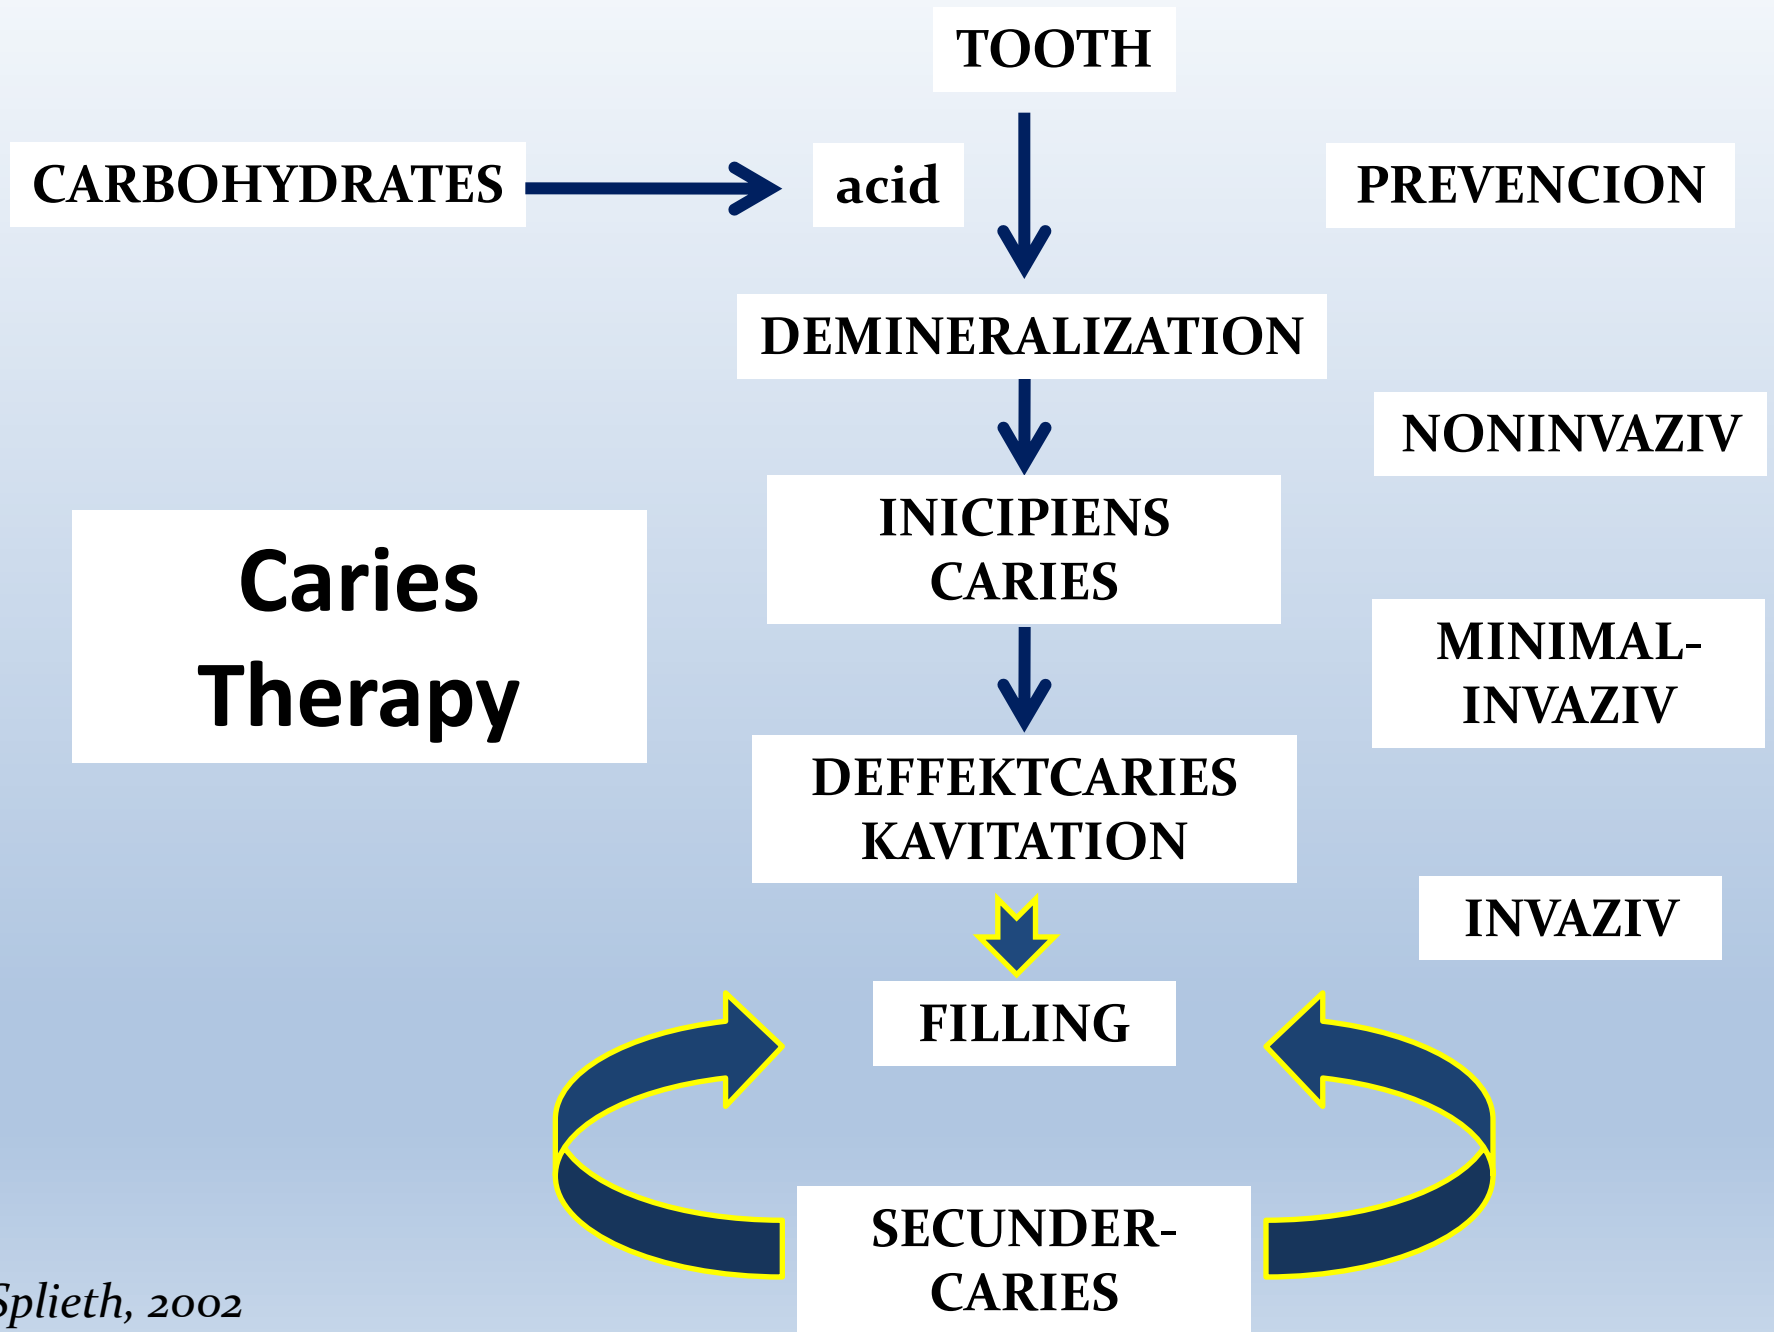 TOOTH
CARBOHYDRATES
acid
PREVENCION
DEMINERALIZATION
NONINVAZIV
INICIPIENS
CARIES
Caries
Therapy
MINIMAL-
INVAZIV
DEFFEKTCARIES
KAVITATION
INVAZIV
FILLING
SECUNDER-
CARIES
Splieth, 2002